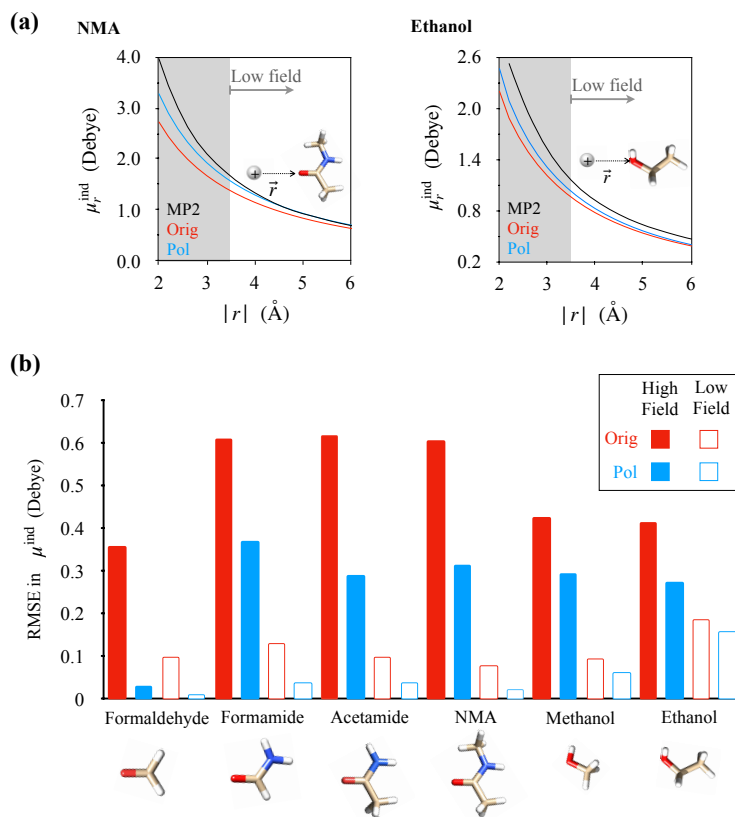 (a)
NMA
Ethanol
4.0
3.0
2.0
1.0
0.0
μ_r^ind (Debye)
Low field
+
r⃗
MP2
Orig
Pol
2 3 4 5 6
|r| (Å)
2.6
2.0
1.4
0.8
0.2
μ_r^ind (Debye)
Low field
+
r⃗
MP2
Orig
Pol
2 3 4 5 6
|r| (Å)
(b)
High Field
Low Field
Orig
Pol
0.7
0.6
0.5
0.4
0.3
0.2
0.1
0
RMSE in μ^ind (Debye)
Formaldehyde Formamide Acetamide NMA Methanol Ethanol